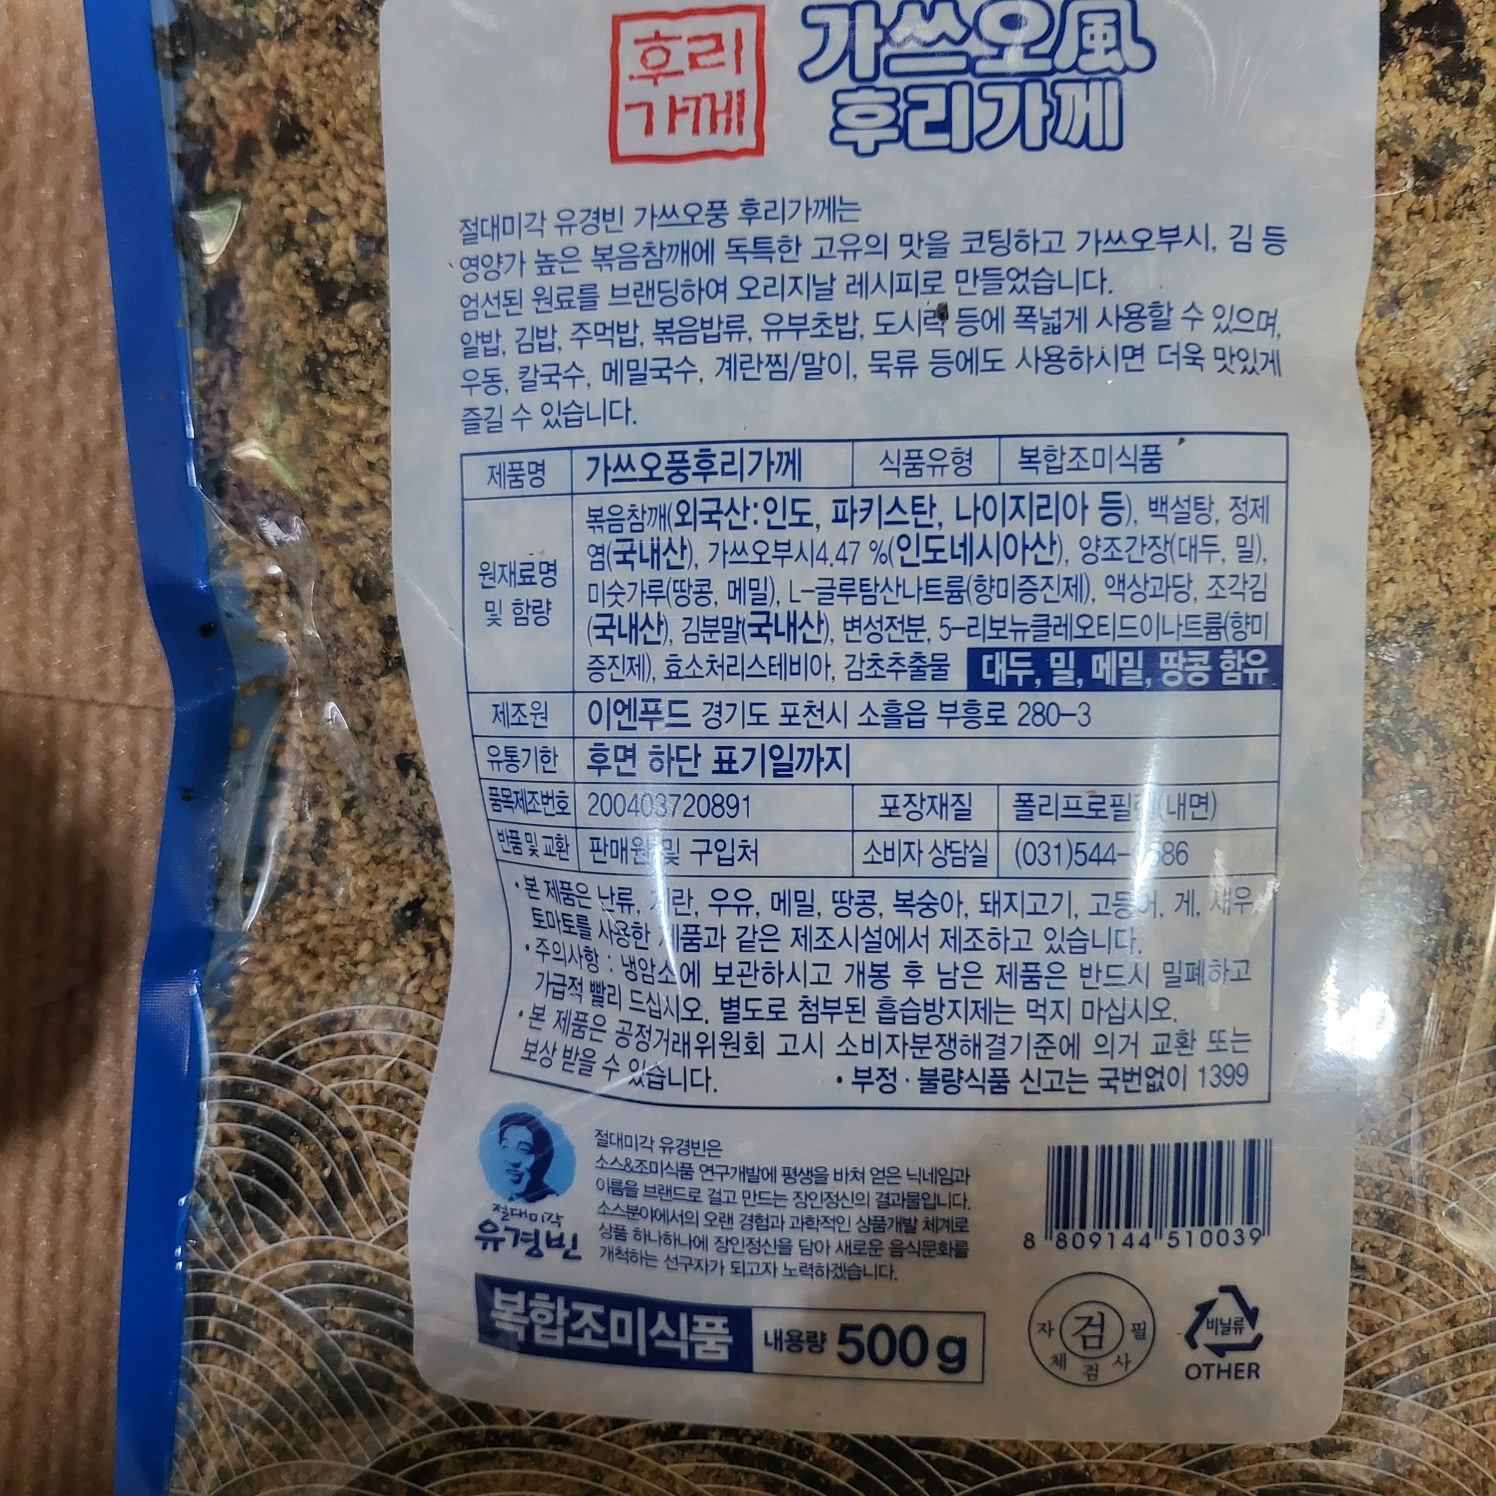 후리
가께
가쓰오風
후리가께
절대미각 유경빈 가쓰오풍 후리가께는
영양가 높은 볶음참깨에 독특한 고유의 맛을 코팅하고 가쓰오부시, 김 등
엄선된 원료를 브랜딩하여 오리지날 레시피로 만들었습니다.
알밥, 김밥, 주먹밥, 볶음밥류, 유부초밥, 도시락 등에 폭넓게 사용할 수 있으며,
우동, 칼국수, 메밀국수, 계란찜/말이, 묵류 등에도 사용하시면 더욱 맛있게
즐길 수 있습니다.
제품명 가쓰오풍후리가께 식품유형 복합조미식품
원재료명 및 함량
볶음참깨(외국산:인도, 파키스탄, 나이지리아 등), 백설탕, 정제
염(국내산), 가쓰오부시4.47 %(인도네시아산), 양조간장(대두, 밀),
미숫가루(땅콩, 메밀), L-글루탐산나트륨(향미증진제), 액상과당, 조각김
(국내산), 김분말(국내산), 변성전분, 5-리보뉴클레오티드이나트륨(향미
증진제), 효소처리스테비아, 감초추출물 대두, 밀, 메밀, 땅콩 함유
제조원 이엔푸드 경기도 포천시 소흘읍 부흥로 280-3
유통기한 후면 하단 표기일까지
품목제조번호 200403720891 포장재질 (내면)
반품 및 교환 판매원 및 구입처 소비자 상담실
• 본 제품은 난류, 우유, 메밀, 땅콩, 복숭아, 돼지고기, 고등어, 게, 새우,
토마토를 사용한 제품과 같은 제조시설에서 제조하고 있습니다.
• 주의사항 : 냉암소에 보관하시고 개봉 후 남은 제품은 반드시 밀폐하고
가급적 빨리 드십시오. 별도로 첨부된 흡습방지제는 먹지 마십시오.
• 본 제품은 공정거래위원회 고시 소비자분쟁해결기준에 의거 교환 또는
보상 받을 수 있습니다. • 부정 · 불량식품 신고는 국번없이 1399
절대미각
유경빈
절대미각 유경빈은
소스&조미식품 연구개발에 평생을 바쳐 얻은 닉네임과
이름을 브랜드로 걸고 만드는 장인정신의 결과물입니다.
소스분야에서의 오랜 경험과 과학적인 상품개발 체계로
상품 하나하나에 장인정신을 담아 새로운 음식문화를
개척하는 선구자가 되고자 노력하겠습니다.
8 809144 510039
복합조미식품 내용량 500g
자 검 필
체 검 사
비닐류
OTHER